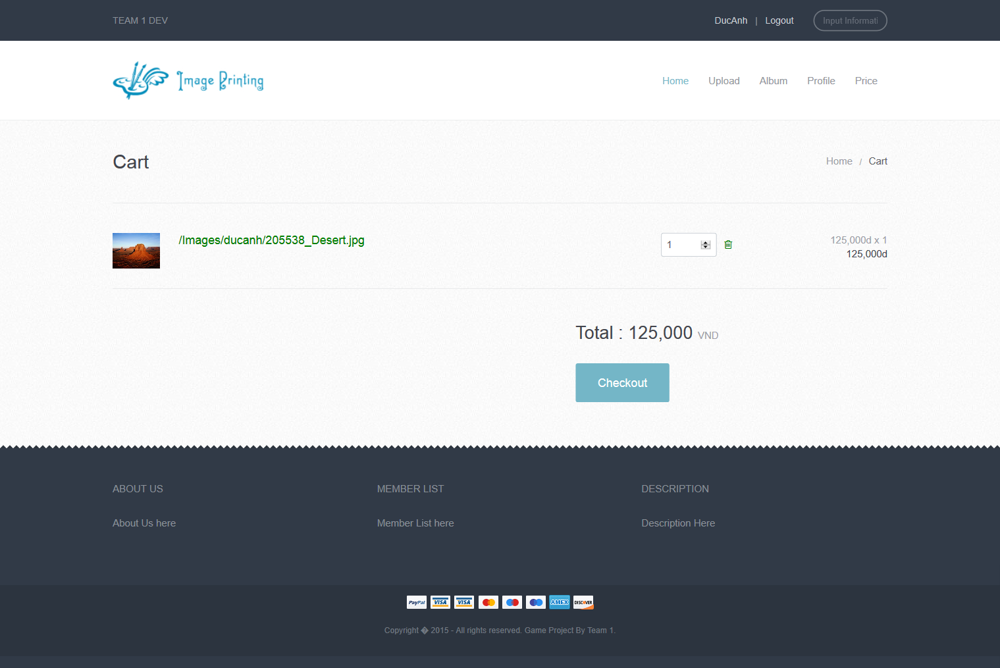 TEAM 1 DEV
DucAnh | Logout
Input Informati
Image Printing
Home Upload Album Profile Price
Cart
Home / Cart
/Images/ducanh/205538_Desert.jpg
1
125,000d x 1
125,000d
Total : 125,000 VND
Checkout
ABOUT US
MEMBER LIST
DESCRIPTION
About Us here
Member List here
Description Here
PayPal VISA VISA AMEX DISCOVER
Copyright � 2015 - All rights reserved. Game Project By Team 1.